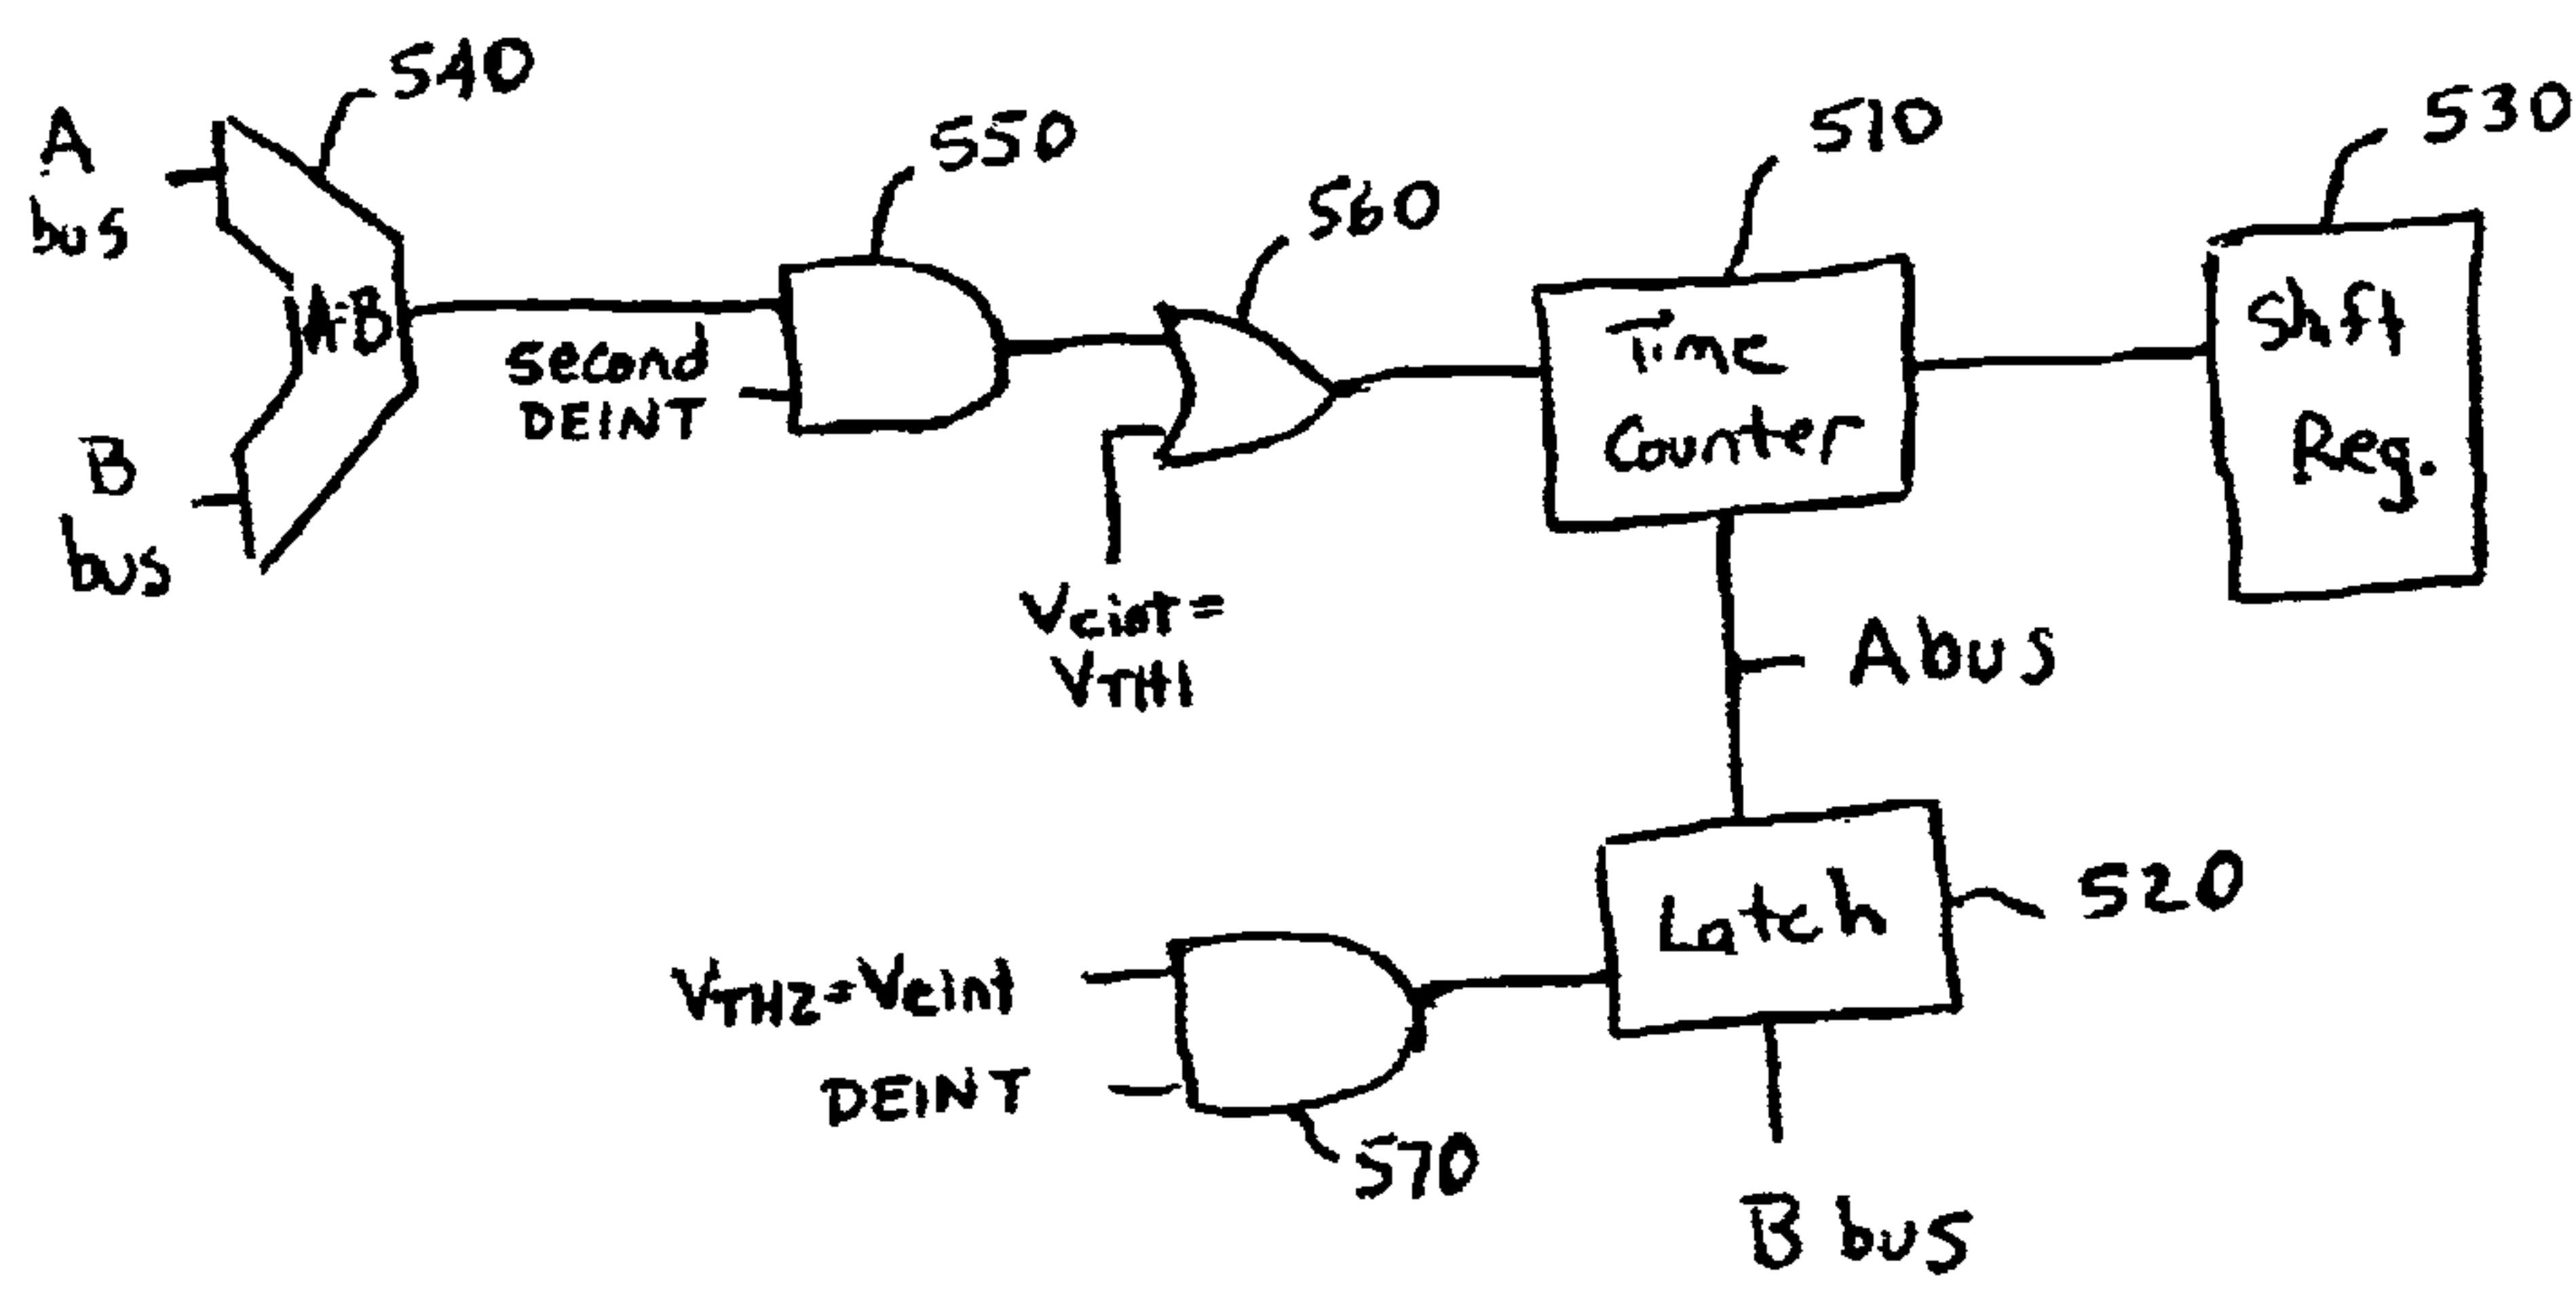 540
A
bus
A=B
B
bus
550
second
DEINT
560
Vcint=
VTH1
510
Time
Counter
530
Shft
Reg.
A bus
Latch
520
VTH2=Vcint
DEINT
570
B bus